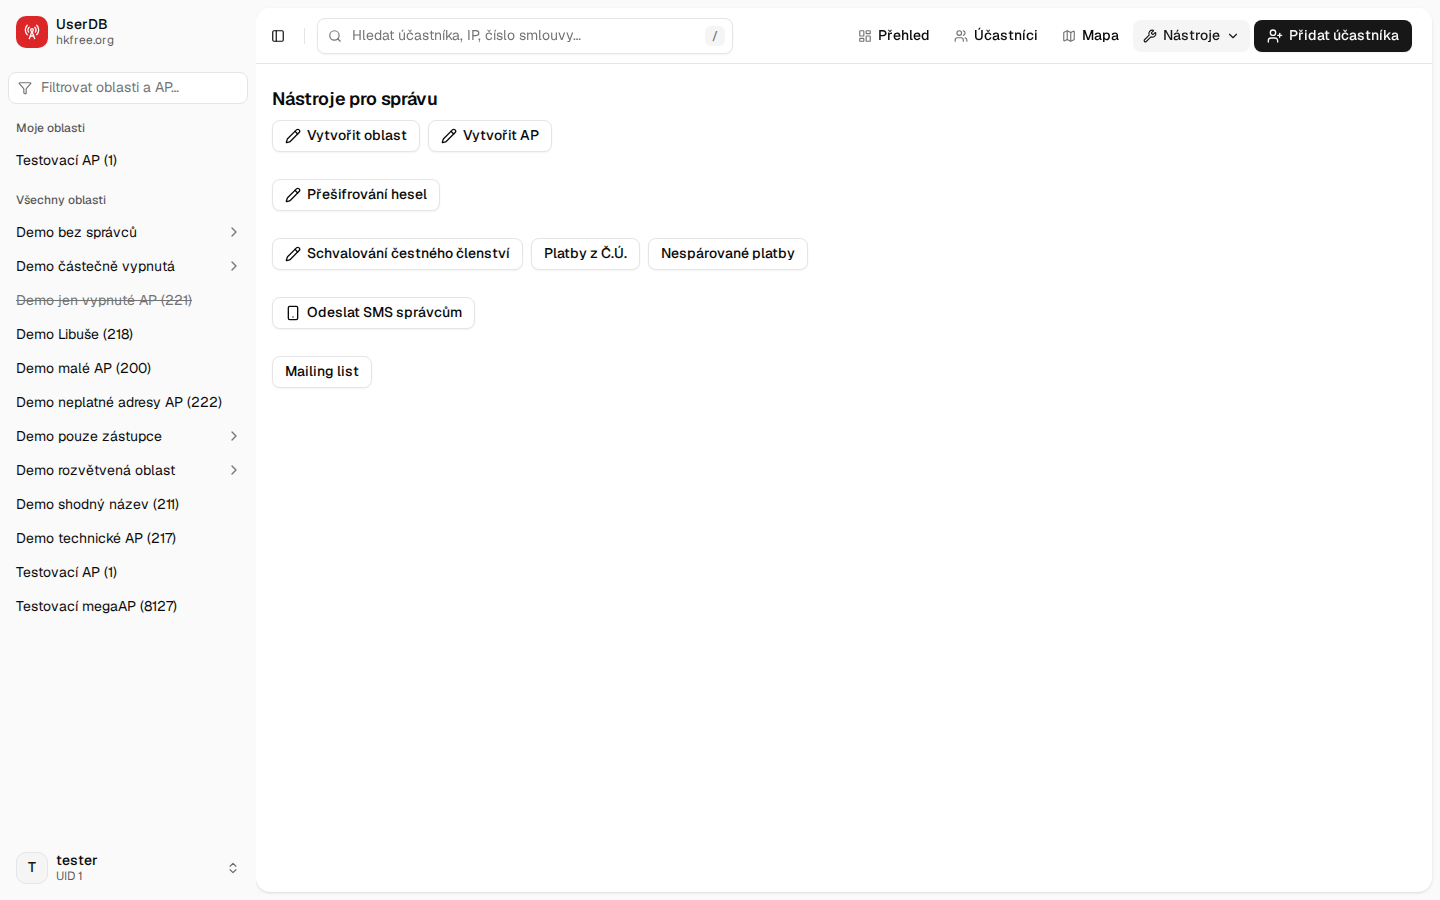 UserDB
hkfree.org
Filtrovat oblasti a AP...
Moje oblasti
Testovací AP (1)
Všechny oblasti
Demo bez správců
Demo částečně vypnutá
Demo jen vypnuté AP (221)
Demo Libuše (218)
Demo malé AP (200)
Demo neplatné adresy AP (222)
Demo pouze zástupce
Demo rozvětvená oblast
Demo shodný název (211)
Demo technické AP (217)
Testovací AP (1)
Testovací megaAP (8127)
T
tester
UID 1
Hledat účastníka, IP, číslo smlouvy... /
Přehled
Účastníci
Mapa
Nástroje
Přidat účastníka
Nástroje pro správu
Vytvořit oblast
Vytvořit AP
Přešifrování hesel
Schvalování čestného členství
Platby z Č.Ú.
Nespárované platby
Odeslat SMS správcům
Mailing list